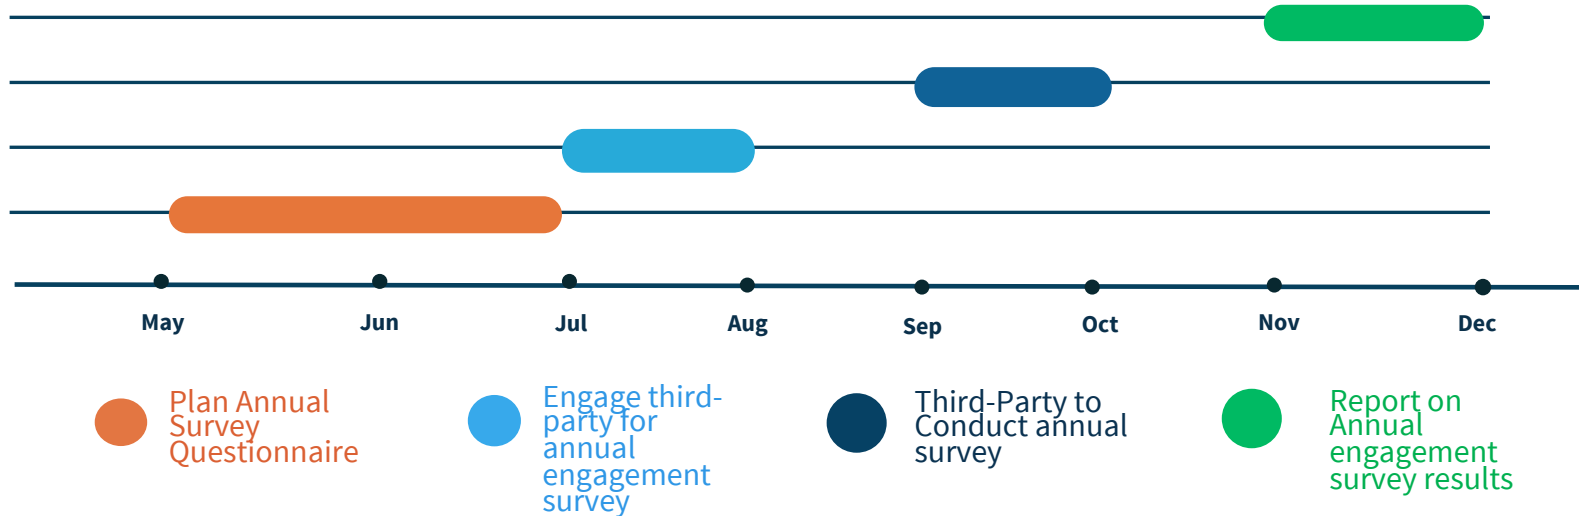 May
Jun
Jul
Aug
Sep
Oct
Nov
Dec
Plan Annual
Survey
Questionnaire
Engage third-
party for
annual
engagement
survey
Third-Party to
Conduct annual
survey
Report on
Annual
engagement
survey results